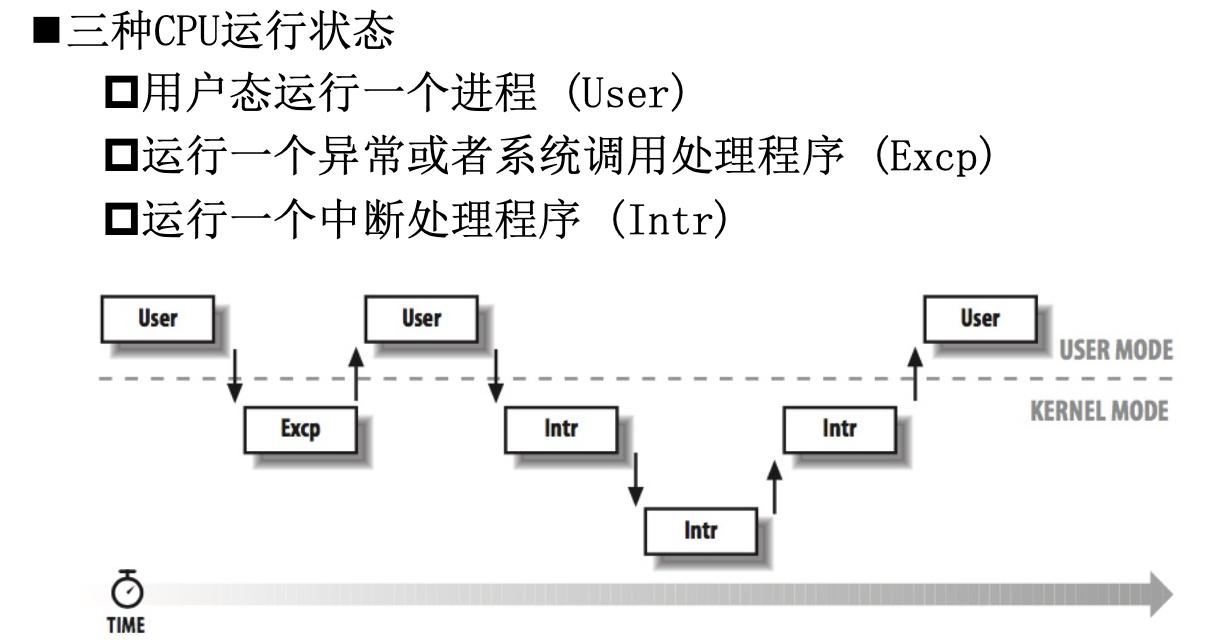 ■三种CPU运行状态
□用户态运行一个进程 (User)
□运行一个异常或者系统调用处理程序 (Excp)
□运行一个中断处理程序 (Intr)
User
User
User
USER MODE
KERNEL MODE
Excp
Intr
Intr
Intr
TIME